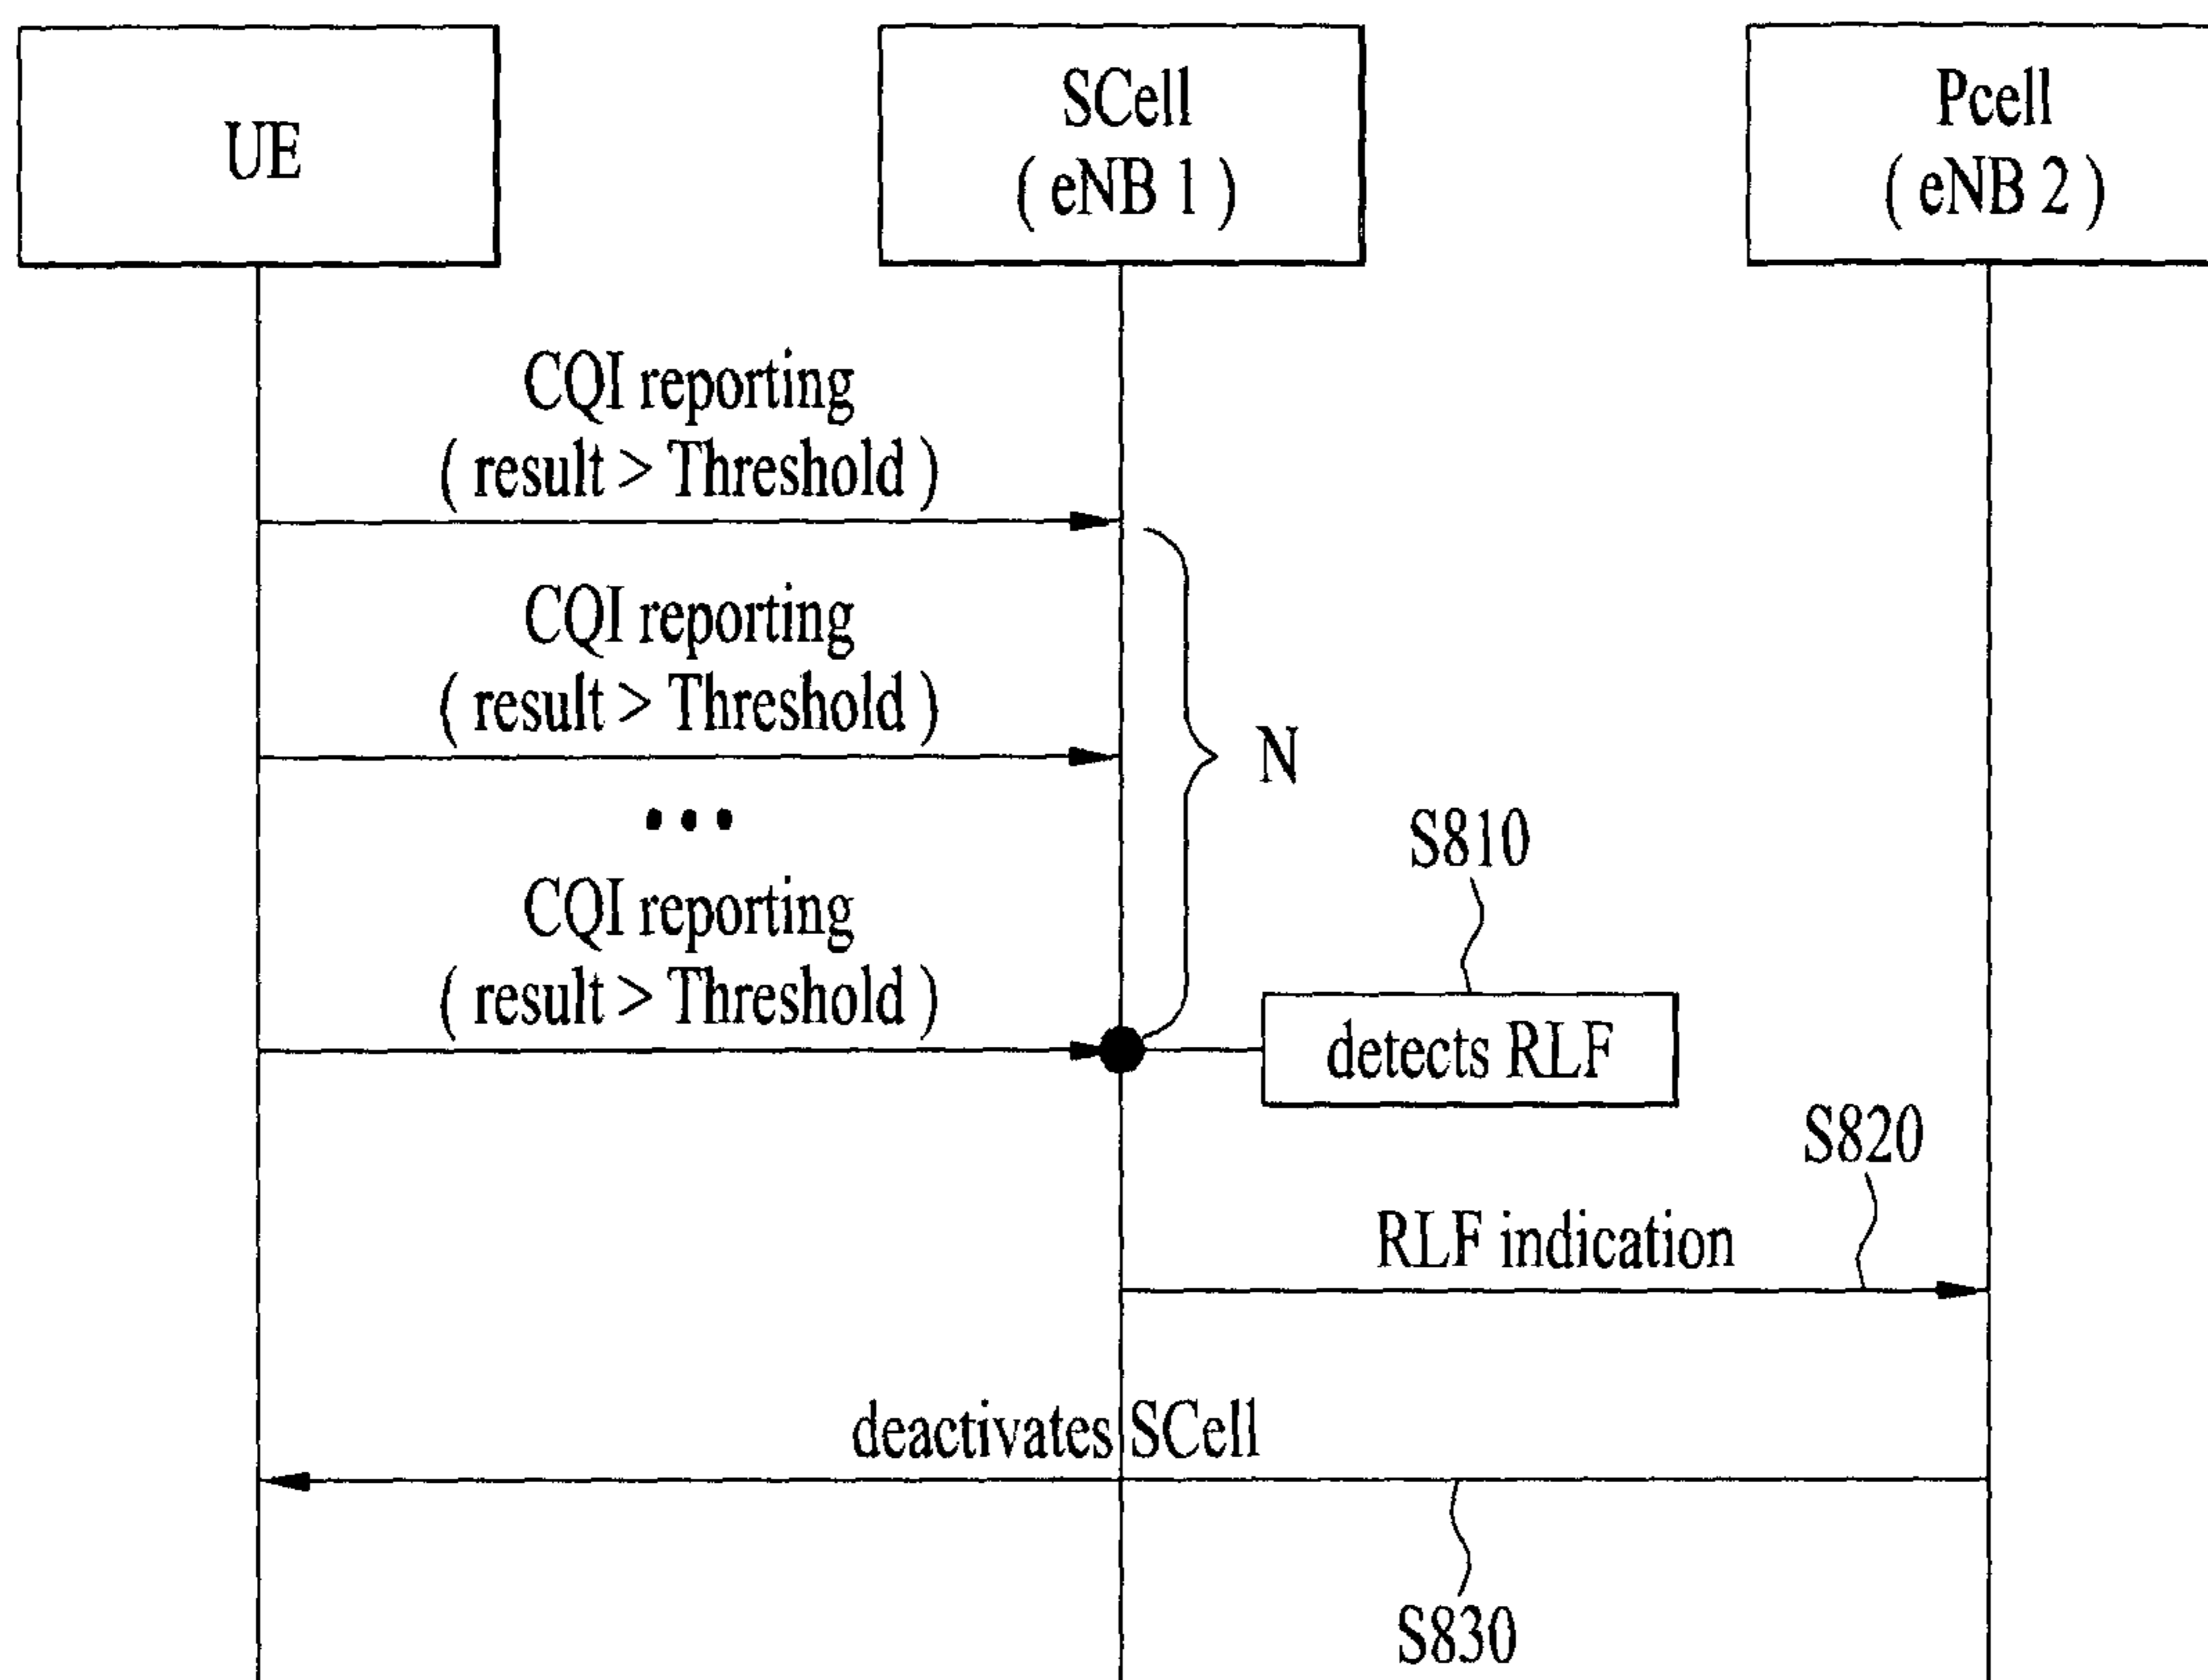 UE
SCell
( eNB 1 )
Pcell
( eNB 2 )
CQI reporting
( result > Threshold )
CQI reporting
( result > Threshold )
N
•••
S810
CQI reporting
( result > Threshold )
detects RLF
S820
RLF indication
deactivates SCell
S830